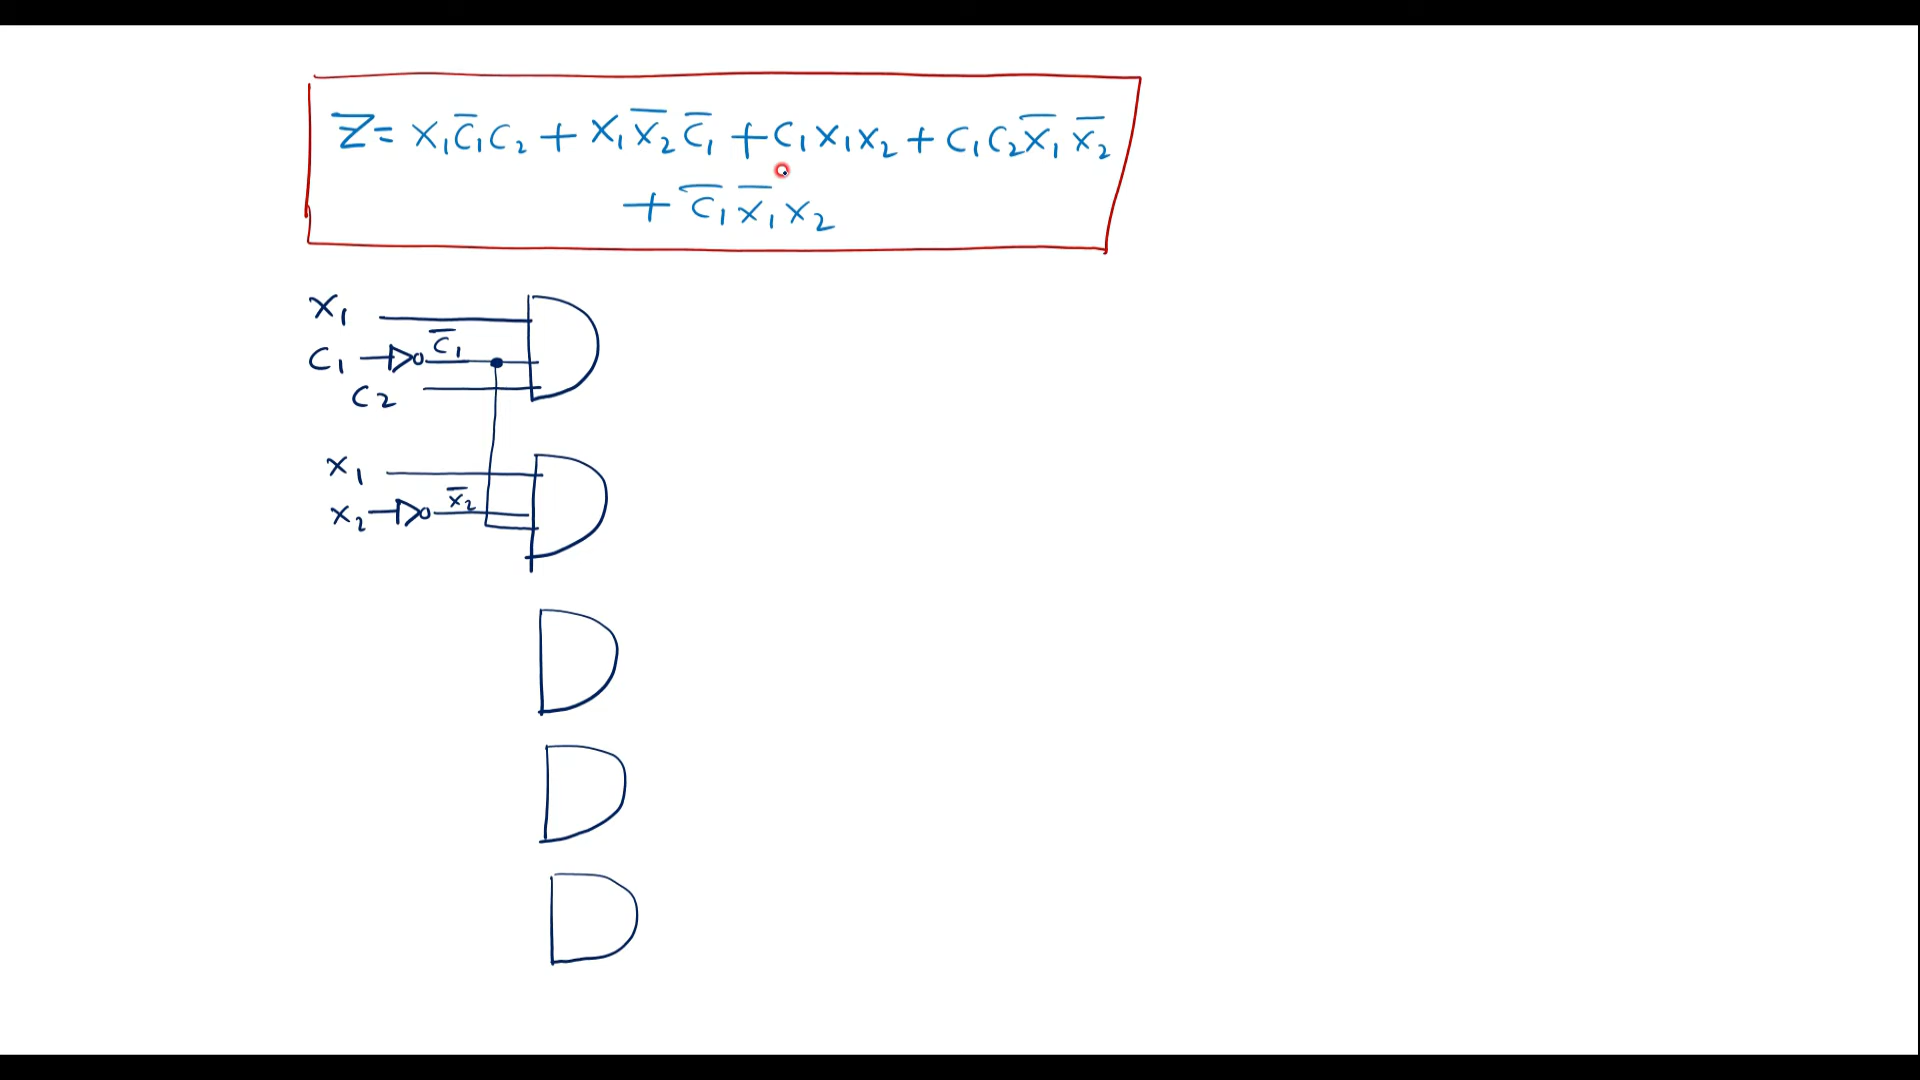 Z = X₁C̅₁C₂ + X₁X̅₂C̅₁ + C₁X₁X₂ + C₁C₂X̅₁X̅₂
+ C̅₁X̅₁X₂
X₁
C₁ C̅₁
C₂
X₁
X₂ X̅₂